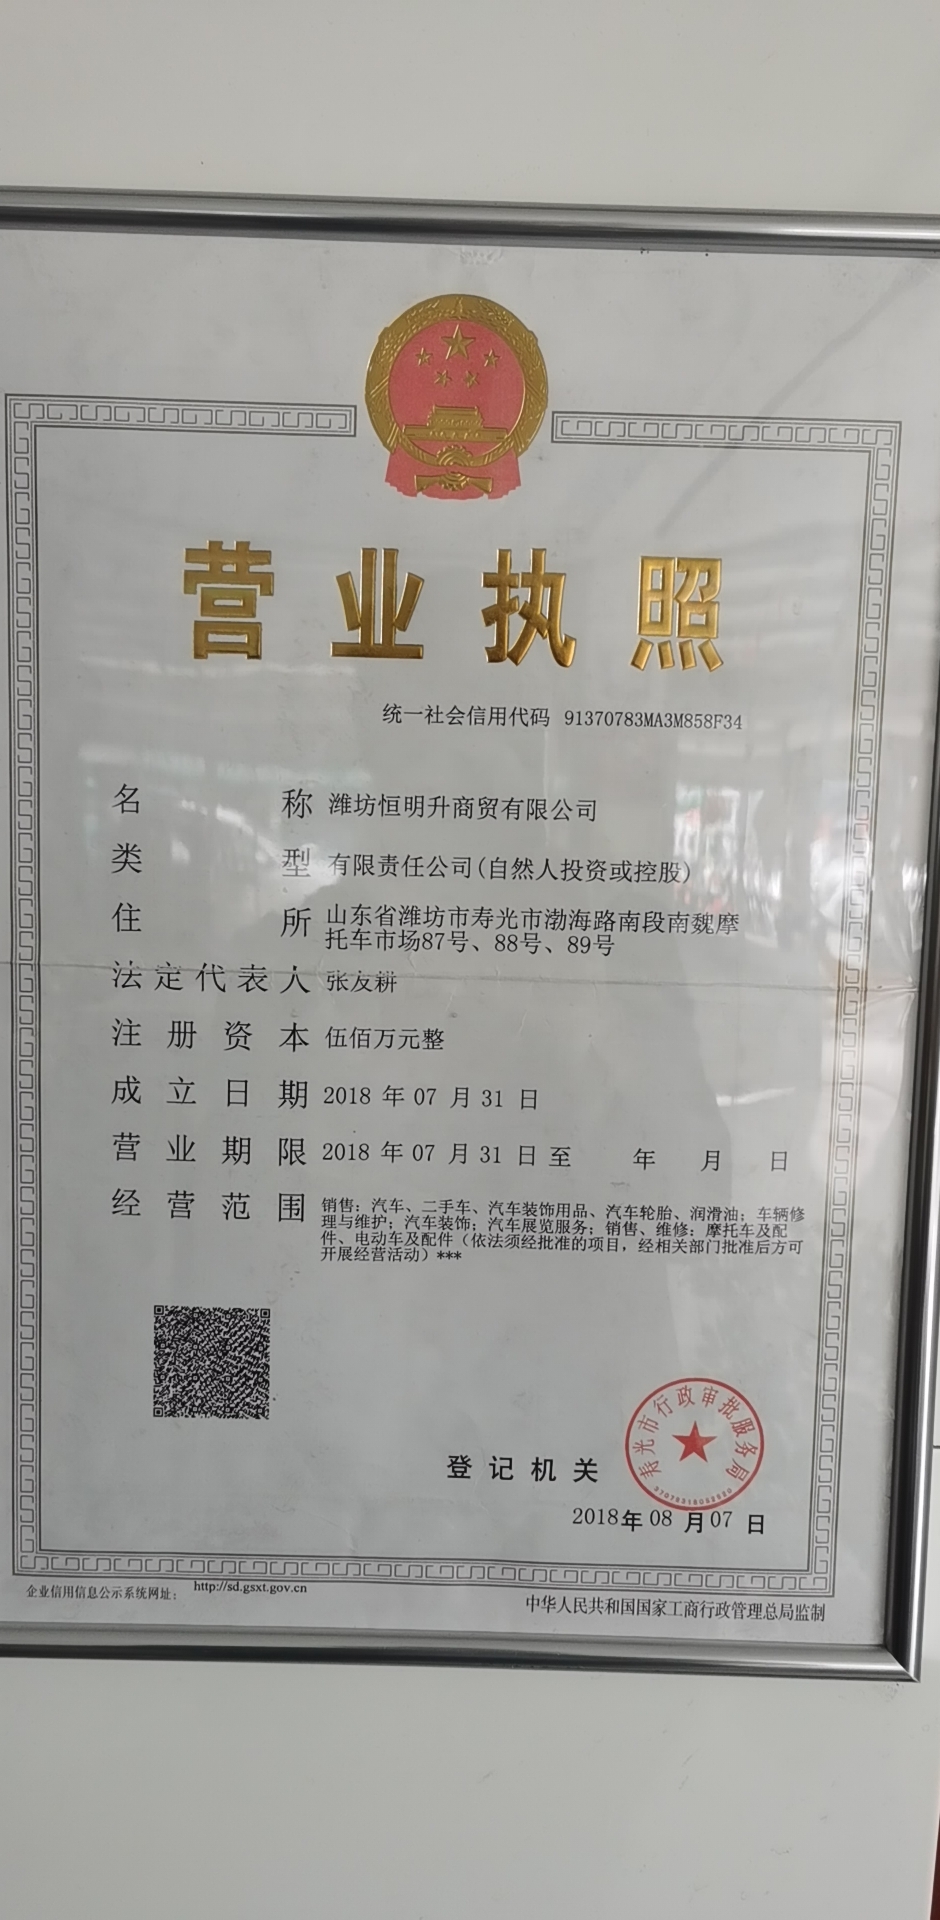 营业执照
统一社会信用代码 91370783MA3M858F34
名称 潍坊恒明升商贸有限公司
类型 有限责任公司(自然人投资或控股)
住所 山东省潍坊市寿光市渤海路南段南魏摩
托车市场87号、88号、89号
法定代表人 张友耕
注册资本 伍佰万元整
成立日期 2018 年 07 月 31 日
营业期限 2018 年 07 月 31 日 至 年 月 日
经营范围 销售：汽车、二手车、汽车装饰用品、汽车轮胎、润滑油；车辆修
理与维护；汽车装饰；汽车展览服务；销售、维修：摩托车及配
件、电动车及配件（依法须经批准的项目，经相关部门批准后方可
开展经营活动）***
寿光市行政审批服务局
登记机关
2018年 08 月 07 日
企业信用信息公示系统网址： http://sd.gsxt.gov.cn
中华人民共和国国家工商行政管理总局监制